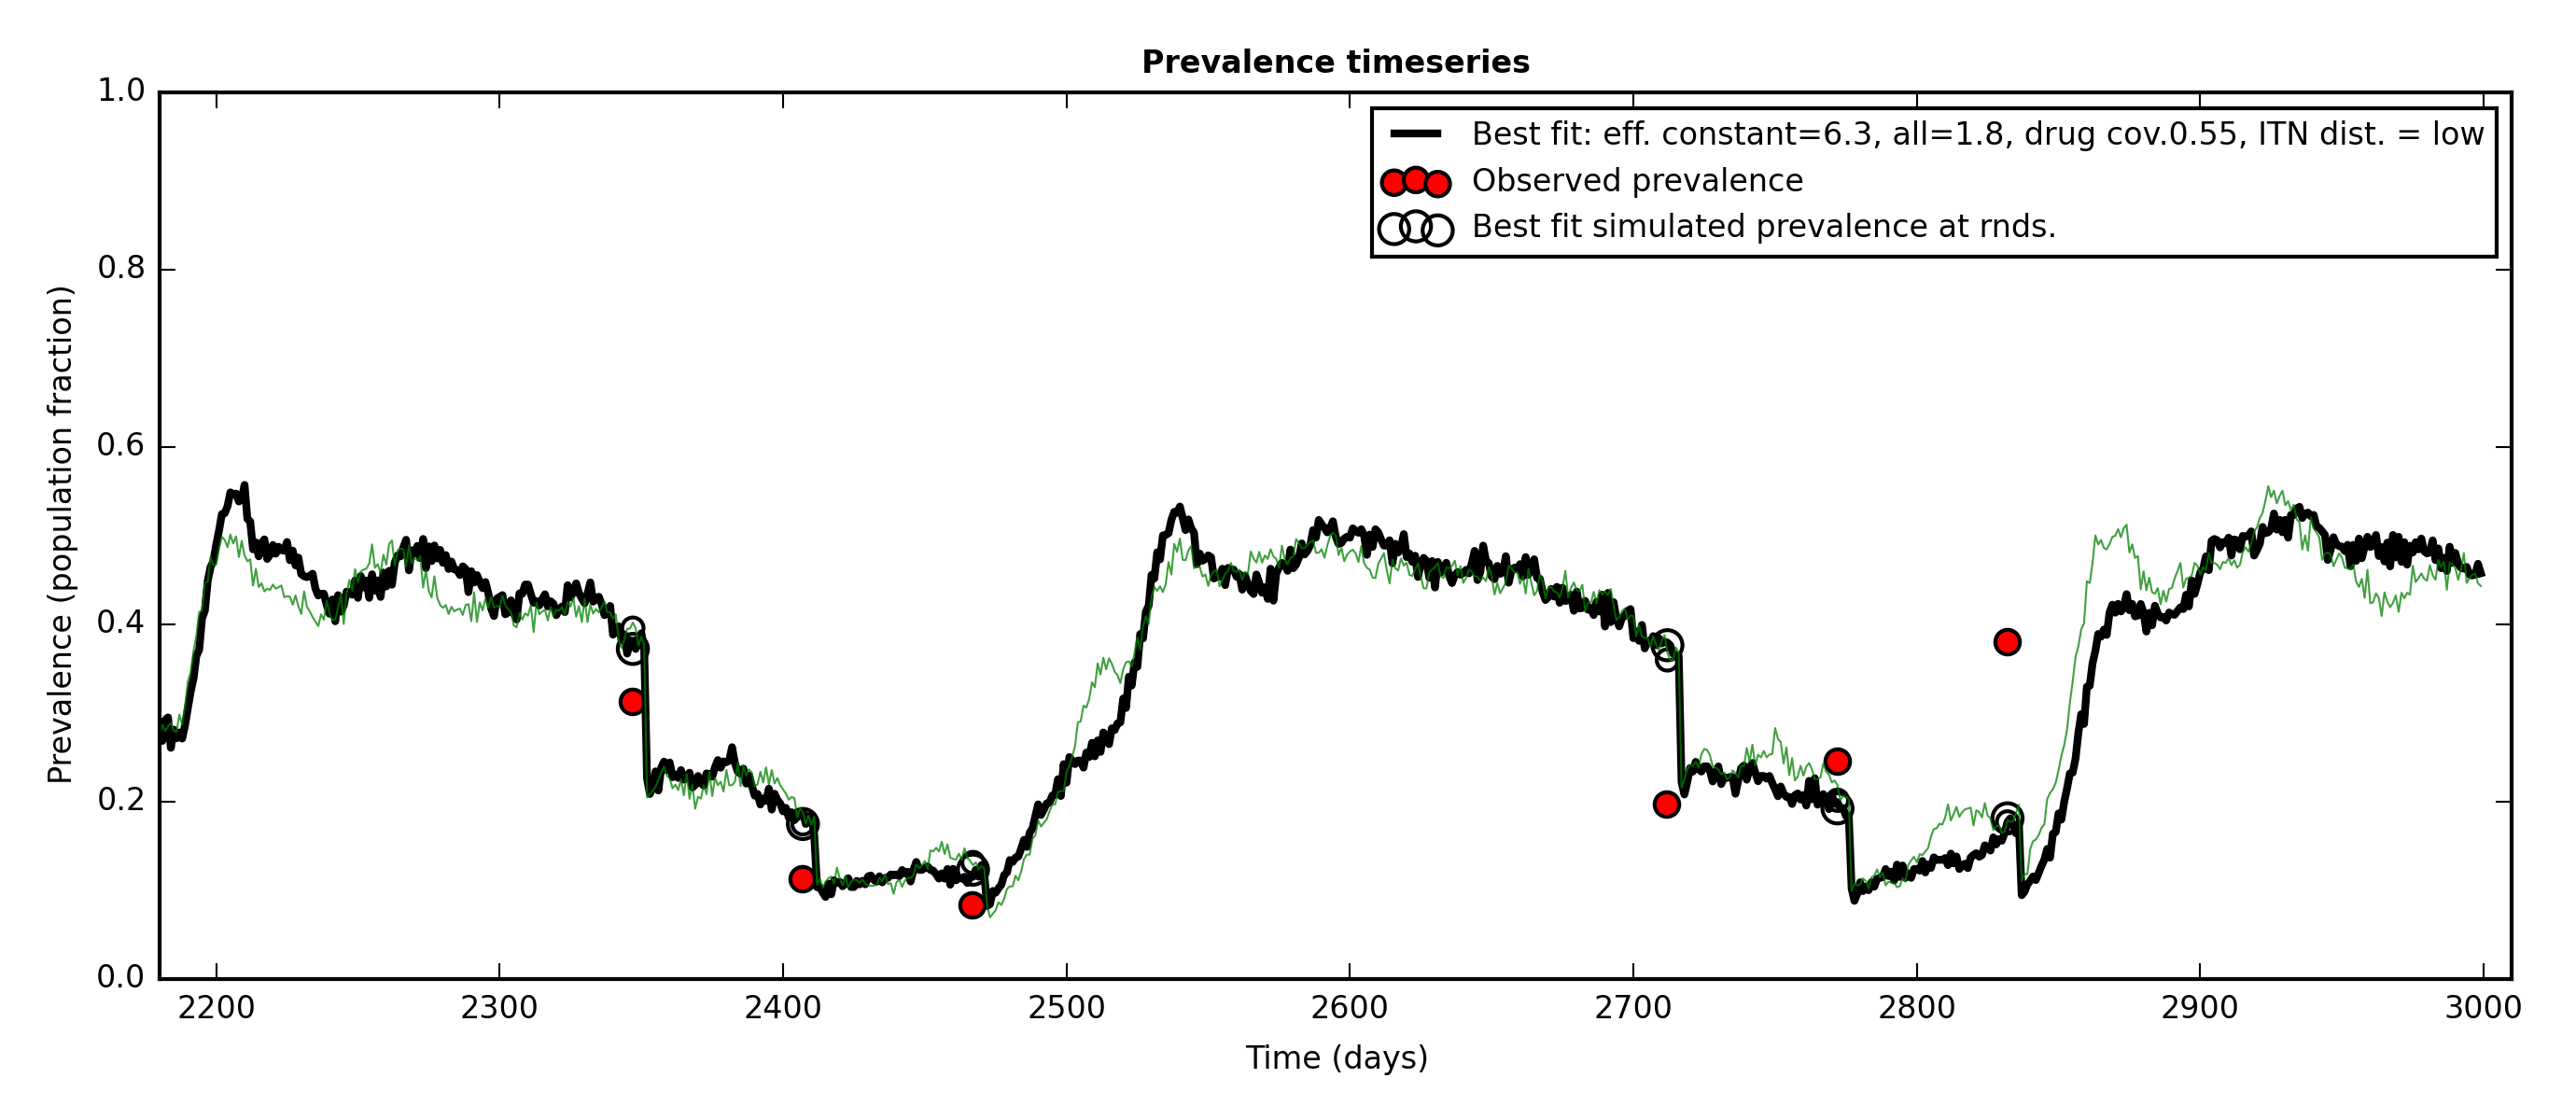 Prevalence timeseries
1.0
0.8
0.6
0.4
0.2
0.0
Prevalence (population fraction)
Best fit: eff. constant=6.3, all=1.8, drug cov.0.55, ITN dist. = low
Observed prevalence
Best fit simulated prevalence at rnds.
2200 2300 2400 2500 2600 2700 2800 2900 3000
Time (days)